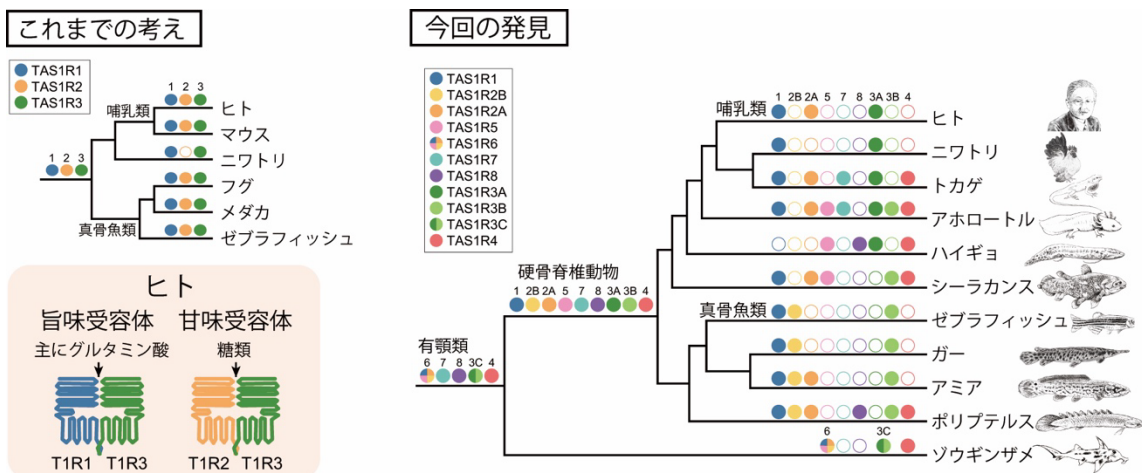 これまでの考え
TAS1R1
TAS1R2
TAS1R3
1 2 3
哺乳類
ヒト
マウス
ニワトリ
1 2 3
フグ
メダカ
真骨魚類
ゼブラフィッシュ
ヒト
旨味受容体 甘味受容体
主にグルタミン酸 糖類
T1R1 T1R3 T1R2 T1R3
今回の発見
TAS1R1
TAS1R2B
TAS1R2A
TAS1R5
TAS1R6
TAS1R7
TAS1R8
TAS1R3A
TAS1R3B
TAS1R3C
TAS1R4
1 2B 2A 5 7 8 3A 3B 4
哺乳類
ヒト
ニワトリ
トカゲ
アホロートル
ハイギョ
硬骨脊椎動物
シーラカンス
1 2B 2A 5 7 8 3A 3B 4
真骨魚類
ゼブラフィッシュ
有顎類
ガー
6 7 8 3C 4
アミア
ポリプテルス
6 3C
ゾウギンザメ